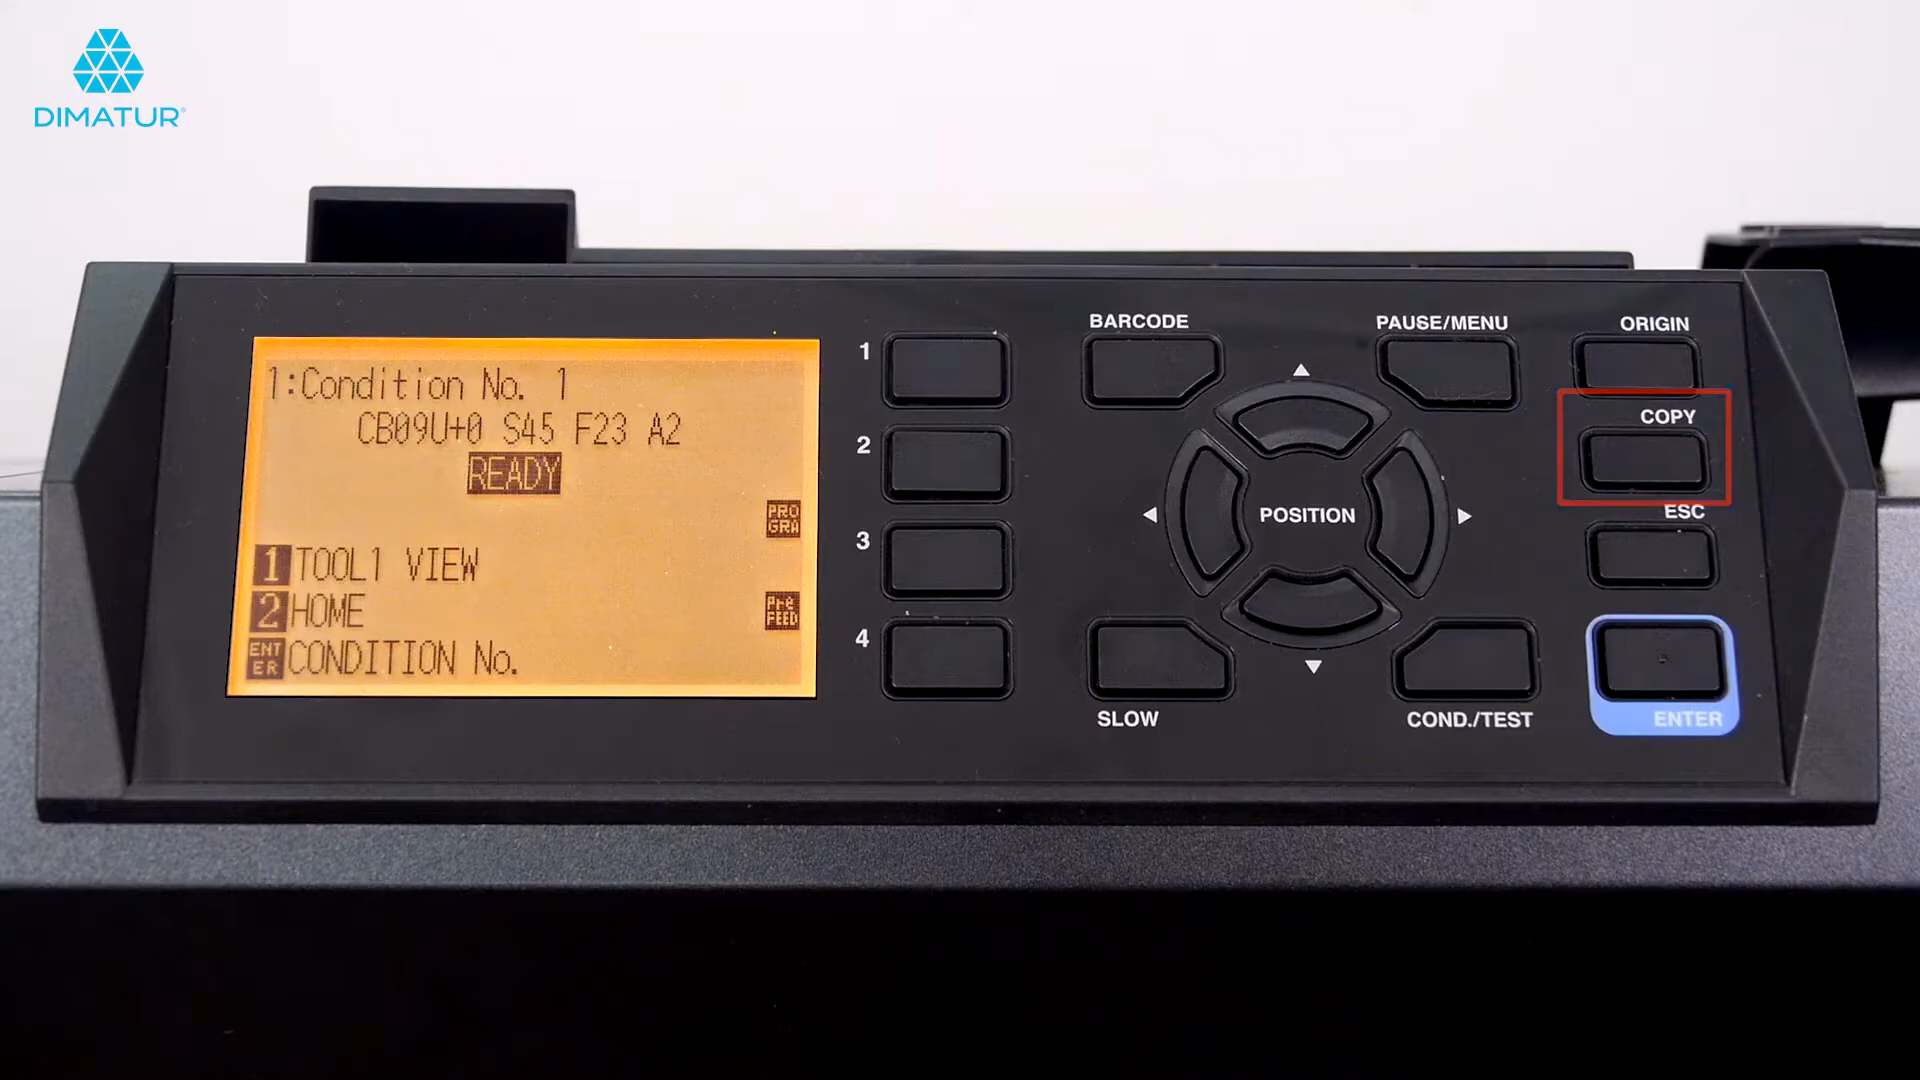 DIMATUR®
1:Condition No. 1
CB09U+0 S45 F23 A2
READY
PRO
GRA
1 TOOL1 VIEW
2 HOME
Pre
FEED
ENT
ER CONDITION No.
1
2
3
4
BARCODE
PAUSE/MENU
ORIGIN
COPY
POSITION
ESC
SLOW
COND./TEST
ENTER